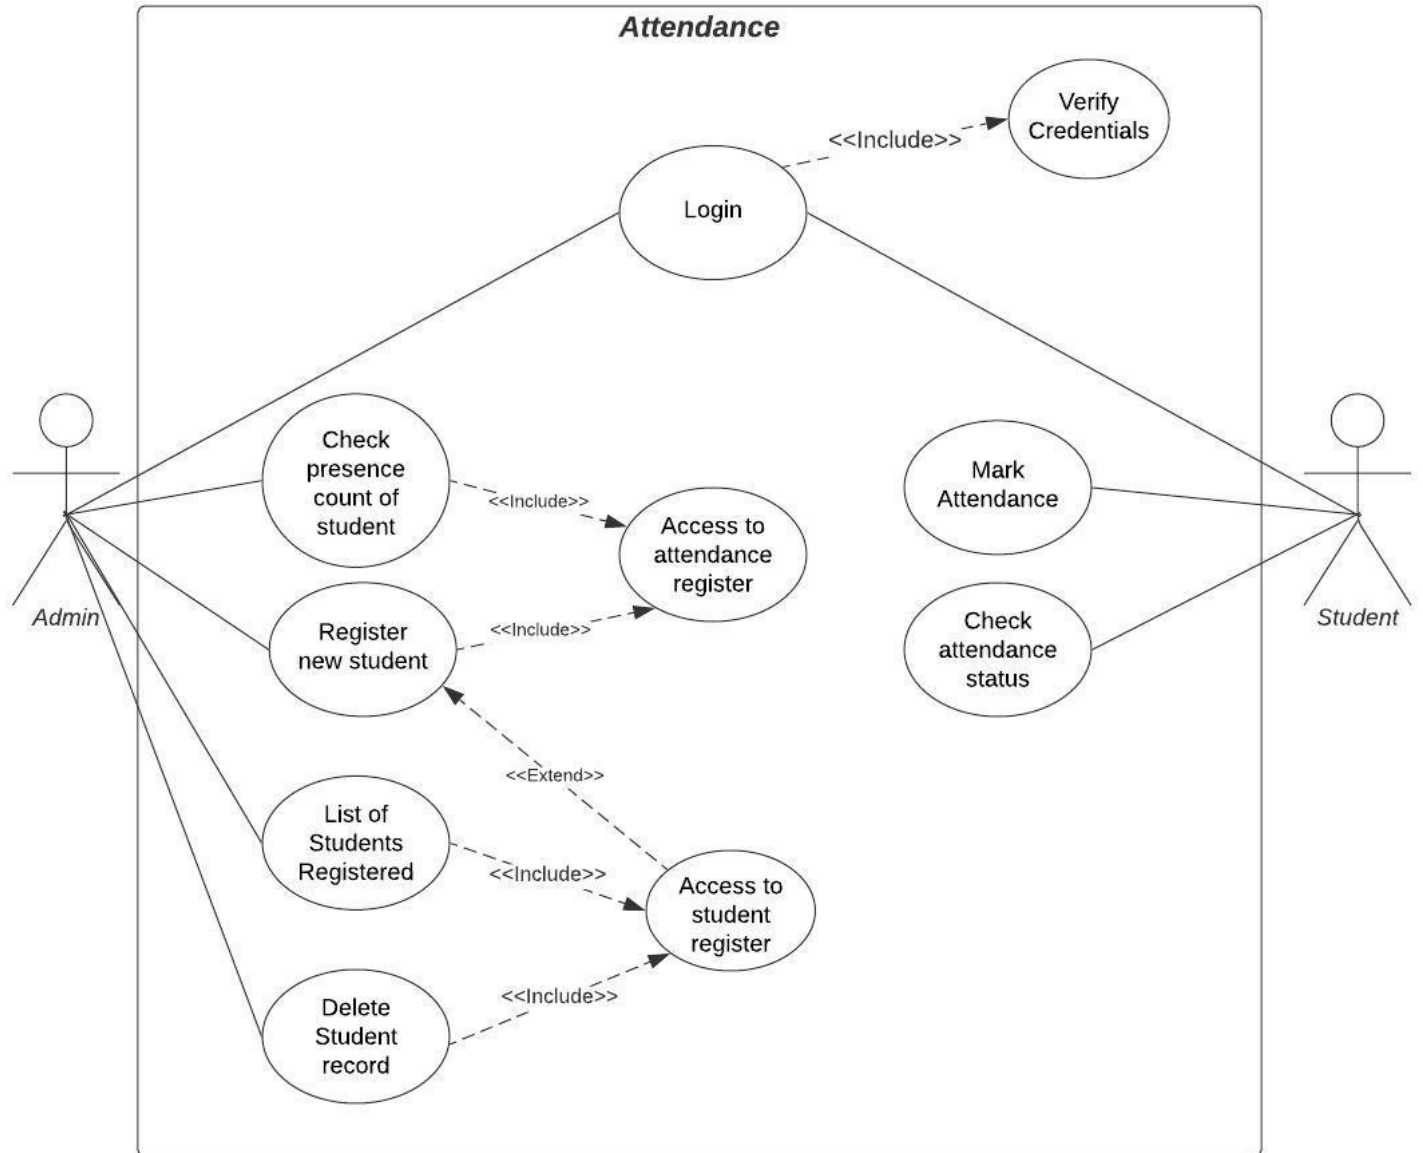 Attendance
Verify
Credentials
<<Include>>
Login
Check
presence
count of
student
<<Include>>
Access to
attendance
register
Mark
Attendance
Admin
Register
new student
<<Include>>
Check
attendance
status
Student
<<Extend>>
List of
Students
Registered
<<Include>>
Access to
student
register
Delete
Student
record
<<Include>>